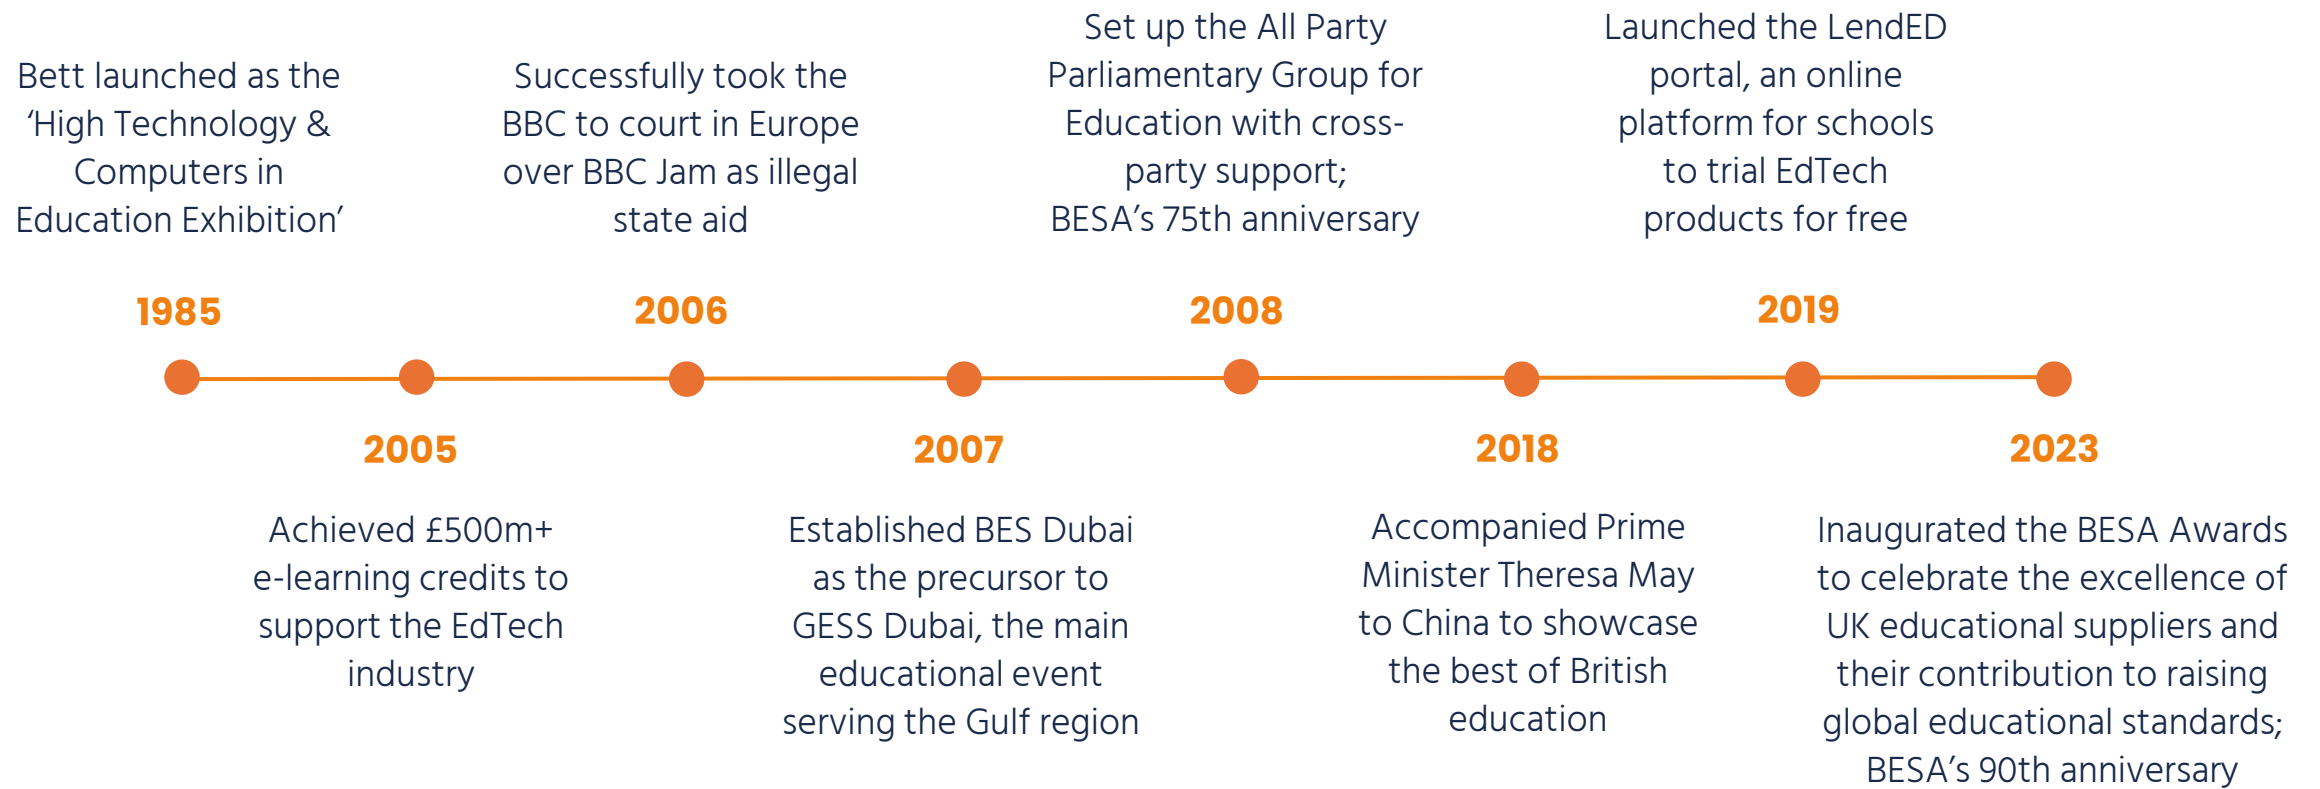 Bett launched as the
‘High Technology &
Computers in
Education Exhibition’
1985
2005
Achieved £500m+
e-learning credits to
support the EdTech
industry
Successfully took the
BBC to court in Europe
over BBC Jam as illegal
state aid
2006
2007
Established BES Dubai
as the precursor to
GESS Dubai, the main
educational event
serving the Gulf region
Set up the All Party
Parliamentary Group for
Education with cross-
party support;
BESA’s 75th anniversary
2008
2018
Accompanied Prime
Minister Theresa May
to China to showcase
the best of British
education
Launched the LendED
portal, an online
platform for schools
to trial EdTech
products for free
2019
2023
Inaugurated the BESA Awards
to celebrate the excellence of
UK educational suppliers and
their contribution to raising
global educational standards;
BESA’s 90th anniversary